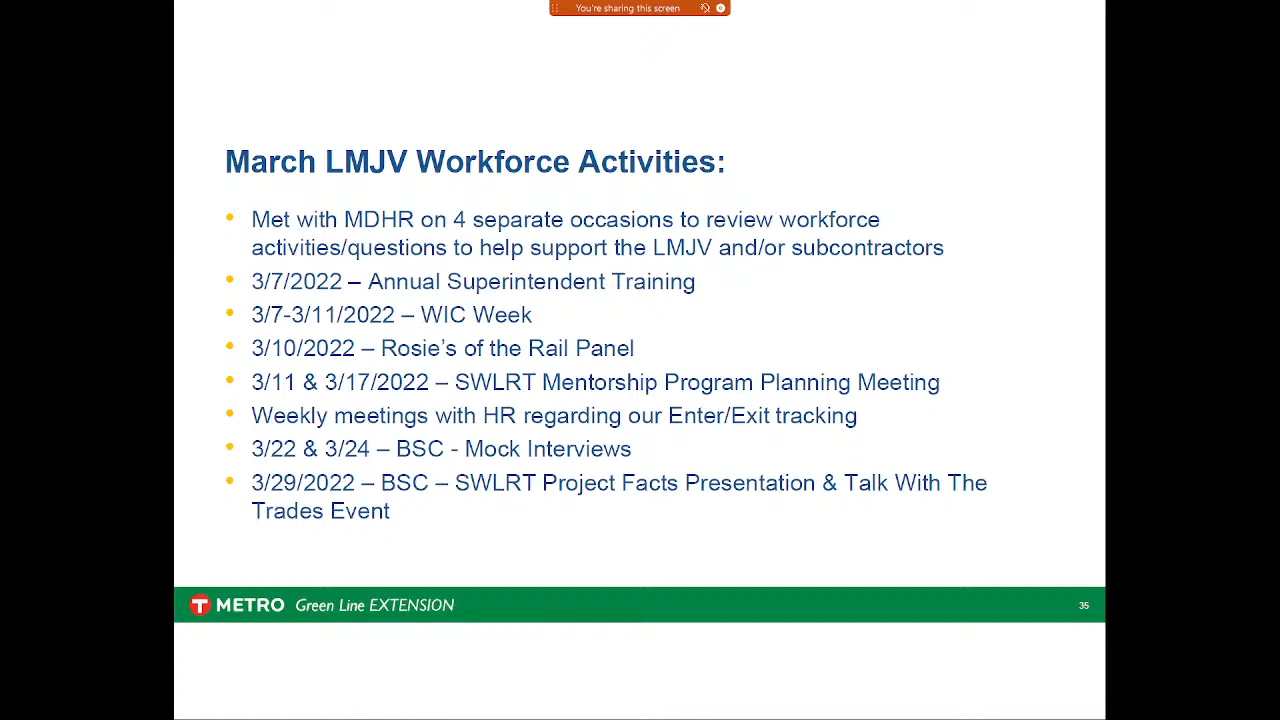 You're sharing this screen
March LMJV Workforce Activities:
• Met with MDHR on 4 separate occasions to review workforce
activities/questions to help support the LMJV and/or subcontractors
• 3/7/2022 – Annual Superintendent Training
• 3/7-3/11/2022 – WIC Week
• 3/10/2022 – Rosie's of the Rail Panel
• 3/11 & 3/17/2022 – SWLRT Mentorship Program Planning Meeting
• Weekly meetings with HR regarding our Enter/Exit tracking
• 3/22 & 3/24 – BSC - Mock Interviews
• 3/29/2022 – BSC – SWLRT Project Facts Presentation & Talk With The
Trades Event
T METRO Green Line EXTENSION
35